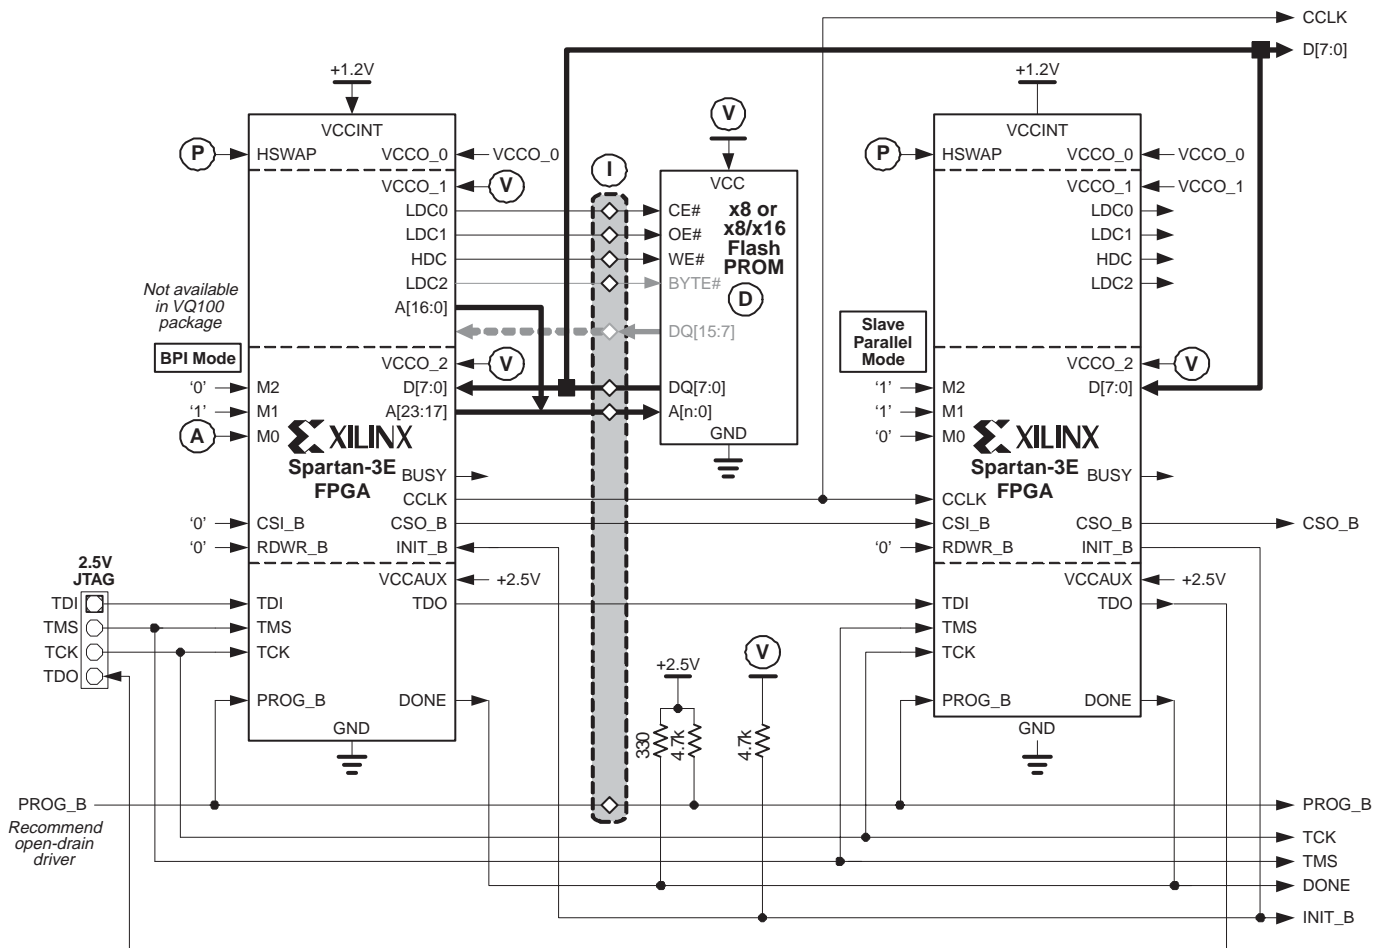 CCLK
D[7:0]
+1.2V
VCCINT
P
HSWAP
VCCO_0
VCCO_0
VCCO_1
V
LDC0
LDC1
HDC
LDC2
A[16:0]
Not available
in VQ100
package
BPI Mode
VCCO_2
V
'0'
M2
D[7:0]
'1'
M1
A[23:17]
A
M0
XILINX
Spartan-3E
FPGA
BUSY
CCLK
'0'
CSI_B
CSO_B
'0'
RDWR_B
INIT_B
VCCAUX
+2.5V
2.5V
JTAG
TDI
TDI
TDO
TMS
TMS
TCK
TCK
TDO
PROG_B
DONE
GND
I
V
VCC
CE#
x8 or
x8/x16
Flash
PROM
OE#
WE#
BYTE#
D
DQ[15:7]
DQ[7:0]
A[n:0]
GND
+2.5V
V
330
4.7k
4.7k
+1.2V
VCCINT
P
HSWAP
VCCO_0
VCCO_0
VCCO_1
VCCO_1
LDC0
LDC1
HDC
LDC2
Slave
Parallel
Mode
VCCO_2
V
'1'
M2
D[7:0]
'1'
M1
'0'
M0
XILINX
Spartan-3E
FPGA
BUSY
CCLK
CSI_B
CSO_B
CSO_B
'0'
RDWR_B
INIT_B
VCCAUX
+2.5V
TDI
TDO
TMS
TCK
PROG_B
DONE
GND
PROG_B
Recommend
open-drain
driver
PROG_B
TCK
TMS
DONE
INIT_B